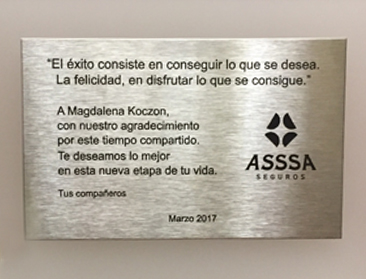 “El éxito consiste en conseguir lo que se desea.
La felicidad, en disfrutar lo que se consigue.”
A Magdalena Koczon,
con nuestro agradecimiento
por este tiempo compartido.
Te deseamos lo mejor
en esta nueva etapa de tu vida.
Tus compañeros
Marzo 2017
ASSSA
SEGUROS